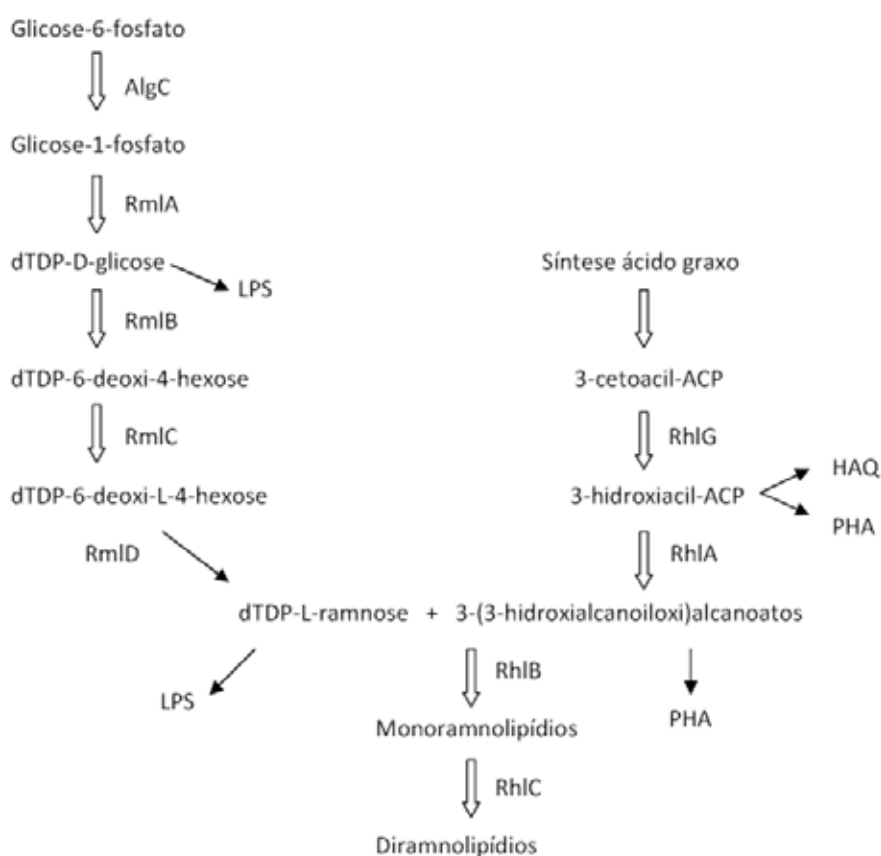 Glicose-6-fosfato
AlgC
Glicose-1-fosfato
RmlA
dTDP-D-glicose
LPS
RmlB
dTDP-6-deoxi-4-hexose
RmlC
dTDP-6-deoxi-L-4-hexose
RmlD
Síntese ácido graxo
3-cetoacil-ACP
RhlG
3-hidroxiacil-ACP
HAQ
PHA
RhlA
dTDP-L-ramnose + 3-(3-hidroxialcanoiloxi)alcanoatos
LPS
RhlB
PHA
Monoramnolipídios
RhlC
Diramnolipídios